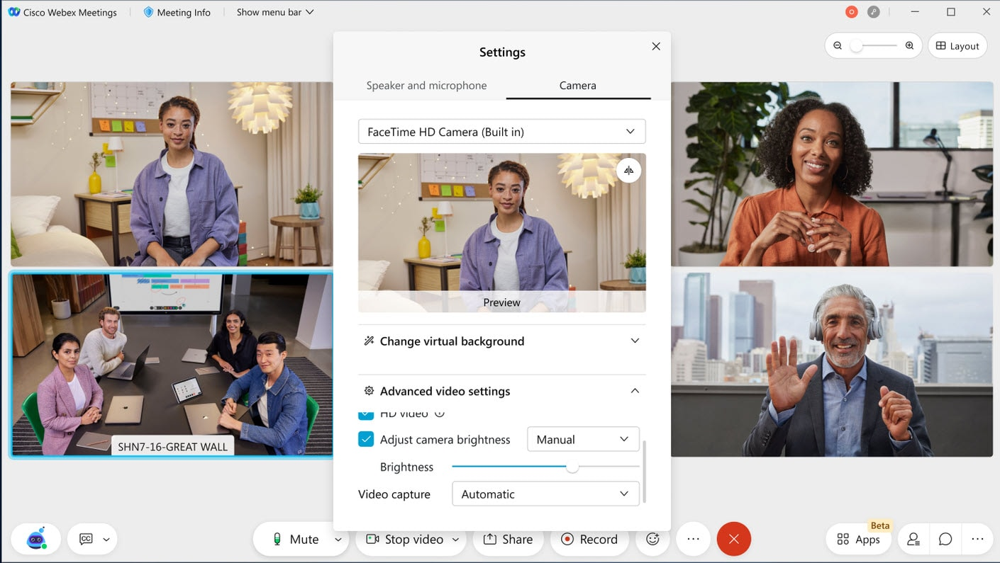 Cisco Webex Meetings
Meeting Info
Show menu bar
Settings
Layout
Speaker and microphone
Camera
FaceTime HD Camera (Built in)
Preview
Change virtual background
Advanced video settings
HD video
Adjust camera brightness
Manual
SHN7-16-GREAT WALL
Brightness
Video capture
Automatic
CC
Mute
Stop video
Share
Record
Beta
Apps